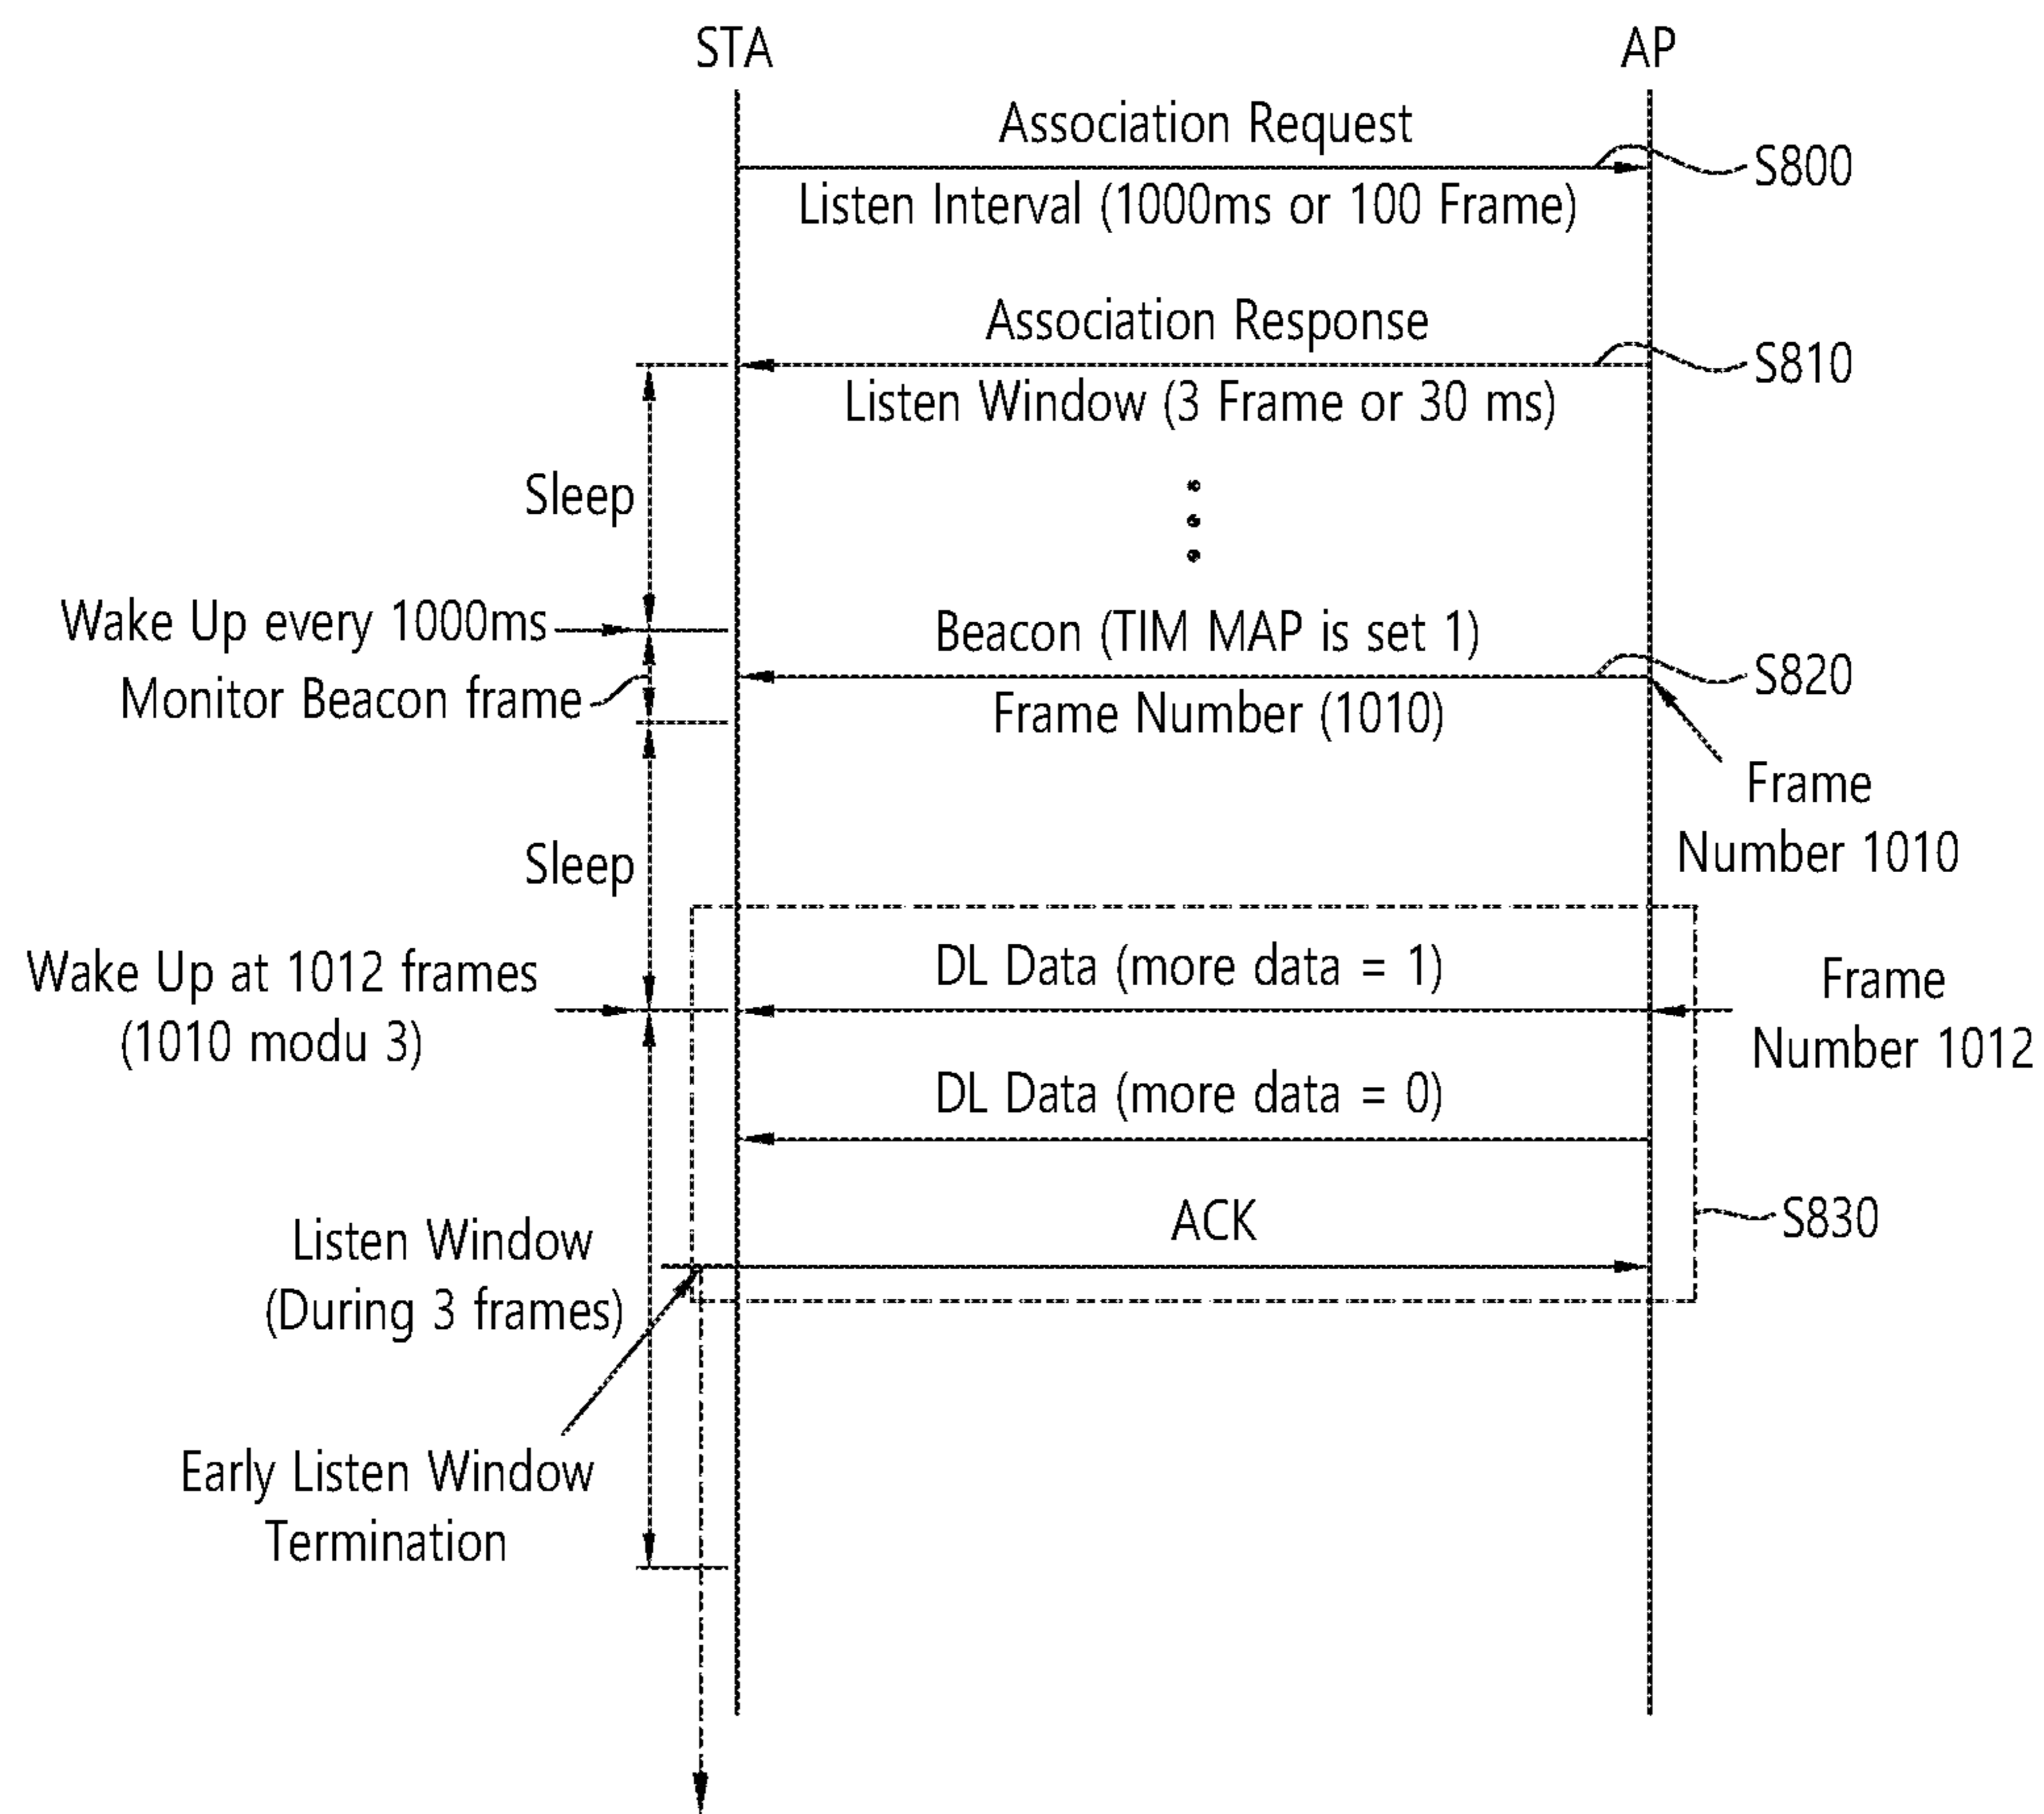 STA
AP
Association Request
S800
Listen Interval (1000ms or 100 Frame)
Association Response
S810
Listen Window (3 Frame or 30 ms)
Sleep
Wake Up every 1000ms
Beacon (TIM MAP is set 1)
S820
Monitor Beacon frame
Frame Number (1010)
Frame
Number 1010
Sleep
Wake Up at 1012 frames
(1010 modu 3)
DL Data (more data = 1)
Frame
Number 1012
DL Data (more data = 0)
ACK
S830
Listen Window
(During 3 frames)
Early Listen Window
Termination